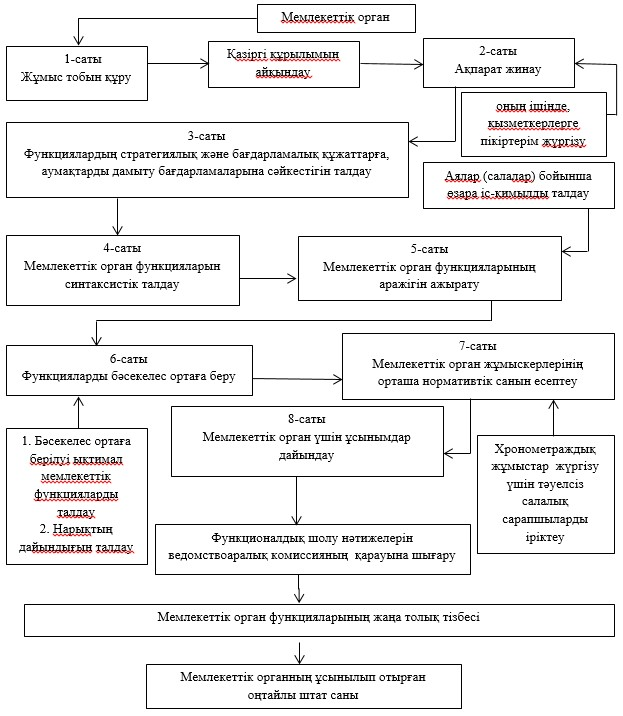 Мемлекеттік орган
1-саты
Жұмыс тобын құру
Қазіргі құрылымын
айқындау
2-саты
Ақпарат жинау
оның ішінде,
қызметкерлерге
пікіртерім жүргізу
3-саты
Функциялардың стратегиялық және бағдарламалық құжаттарға,
аумақтарды дамыту бағдарламаларына сәйкестігін талдау
Аялар (салалар) бойынша
өзара іс-қимылды талдау
4-саты
Мемлекеттік орган функцияларын
синтаксистік талдау
5-саты
Мемлекеттік орган функцияларының
аражігін ажырату
6-саты
Функцияларды бәсекелес ортаға беру
7-саты
Мемлекеттік орган жұмыскерлерінің
орташа нормативтік санын есептеу
8-саты
Мемлекеттік орган үшін ұсынымдар
дайындау
1. Бәсекелес ортаға
берілуі ықтимал
мемлекеттік
функцияларды
талдау
2. Нарықтың
дайындығын талдау
Хронометраждық
жұмыстар жүргізу
үшін тәуелсіз
салалық
сарапшыларды
іріктеу
Функционалдық шолу нәтижелерін
ведомствоаралық комиссияның қарауына шығару
Мемлекеттік орган функцияларының жаңа толық тізбесі
Мемлекеттік органның ұсынылып отырған
оңтайлы штат саны